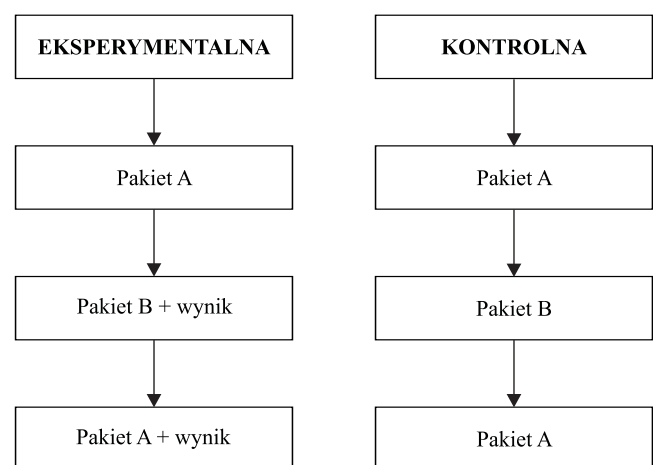 EKSPERYMENTALNA
Pakiet A
Pakiet B + wynik
Pakiet A + wynik
KONTROLNA
Pakiet A
Pakiet B
Pakiet A